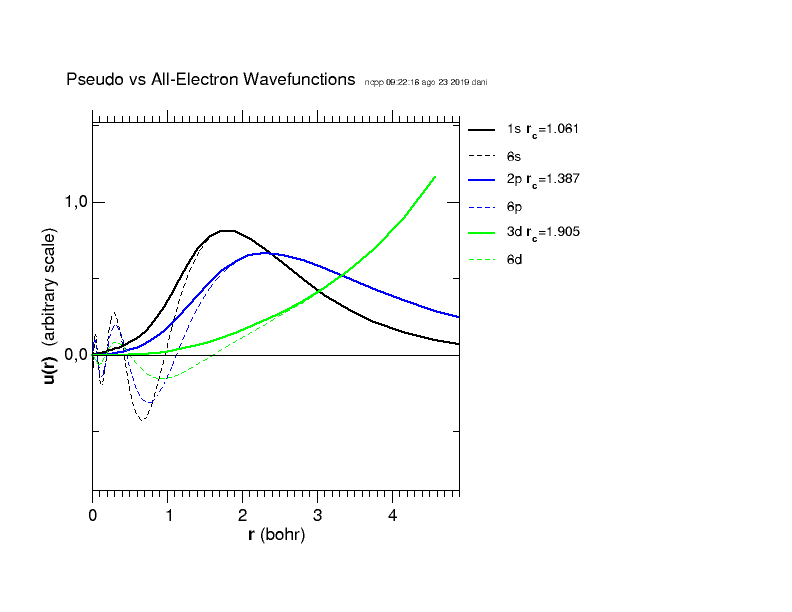 Pseudo vs All-Electron Wavefunctions ncpp 09:22:16 ago 23 2019 dani
1s rc=1.061
6s
2p rc=1.387
6p
3d rc=1.905
6d
1,0
0,0
u(r) (arbitrary scale)
0 1 2 3 4
r (bohr)